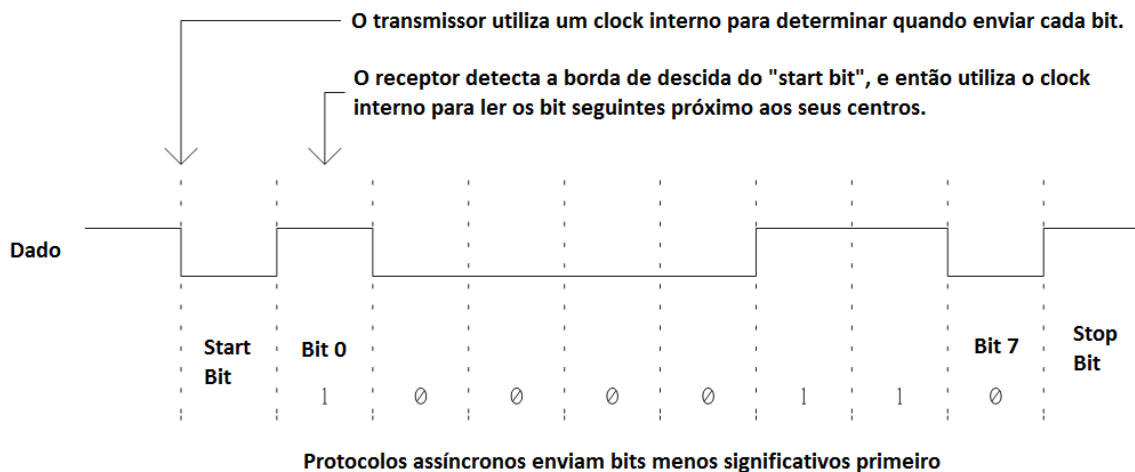 O transmissor utiliza um clock interno para determinar quando enviar cada bit.
O receptor detecta a borda de descida do "start bit", e então utiliza o clock
interno para ler os bit seguintes próximo aos seus centros.
Dado
Start
Bit
Bit 0
Bit 7
Stop
Bit
1 0 0 0 0 1 1 0
Protocolos assíncronos enviam bits menos significativos primeiro